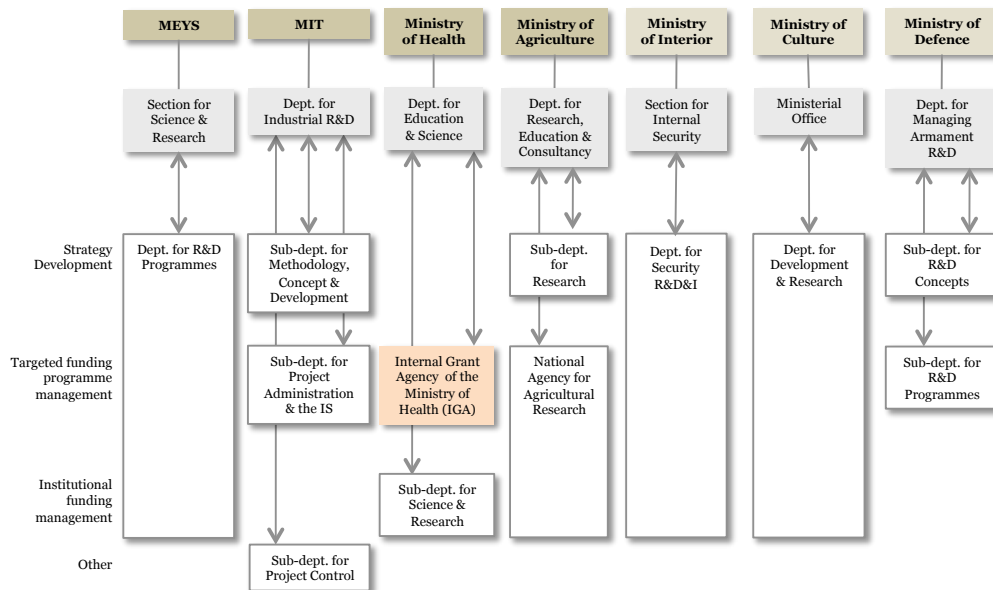 MEYS
MIT
Ministry
of Health
Ministry
of Agriculture
Ministry
of Interior
Ministry
of Culture
Ministry
of Defence
Section for
Science &
Research
Dept. for
Industrial R&D
Dept. for
Education
& Science
Dept. for
Research,
Education &
Consultancy
Section for
Internal
Security
Ministerial
Office
Dept. for
Managing
Armament
R&D
Strategy
Development
Dept. for R&D
Programmes
Sub-dept. for
Methodology,
Concept &
Development
Sub-dept.
for
Research
Dept. for
Security
R&D&I
Dept. for
Development
& Research
Sub-dept. for
R&D
Concepts
Targeted funding
programme
management
Sub-dept. for
Project
Administration
& the IS
Internal Grant
Agency of the
Ministry of
Health (IGA)
National
Agency for
Agricultural
Research
Sub-dept. for
R&D
Programmes
Institutional
funding
management
Sub-dept. for
Science &
Research
Other
Sub-dept. for
Project Control